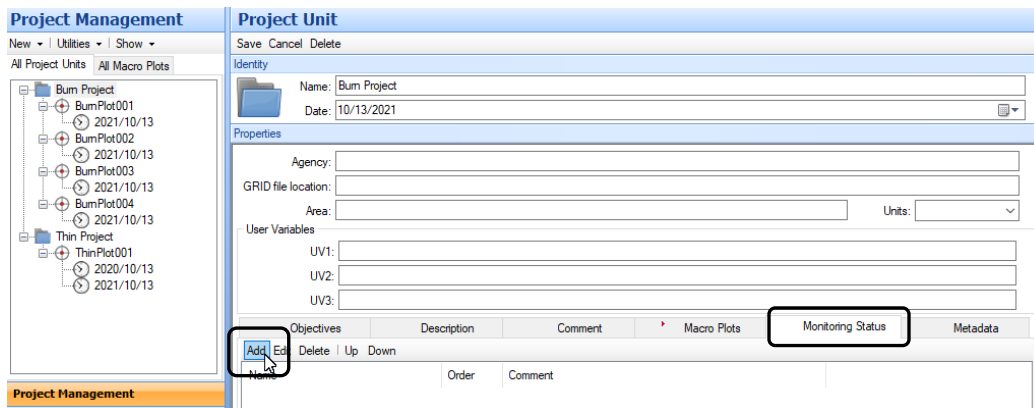 Project Management
New Utilities Show
All Project Units All Macro Plots
Burn Project
BurnPlot001
2021/10/13
BurnPlot002
2021/10/13
BurnPlot003
2021/10/13
BurnPlot004
2021/10/13
Thin Project
ThinPlot001
2020/10/13
2021/10/13
Project Management
Project Unit
Save Cancel Delete
Identity
Name: Burn Project
Date: 10/13/2021
Properties
Agency:
GRID file location:
Area: Units:
User Variables
UV1:
UV2:
UV3:
Objectives Description Comment Macro Plots Monitoring Status Metadata
Add Edit Delete Up Down
Name Order Comment